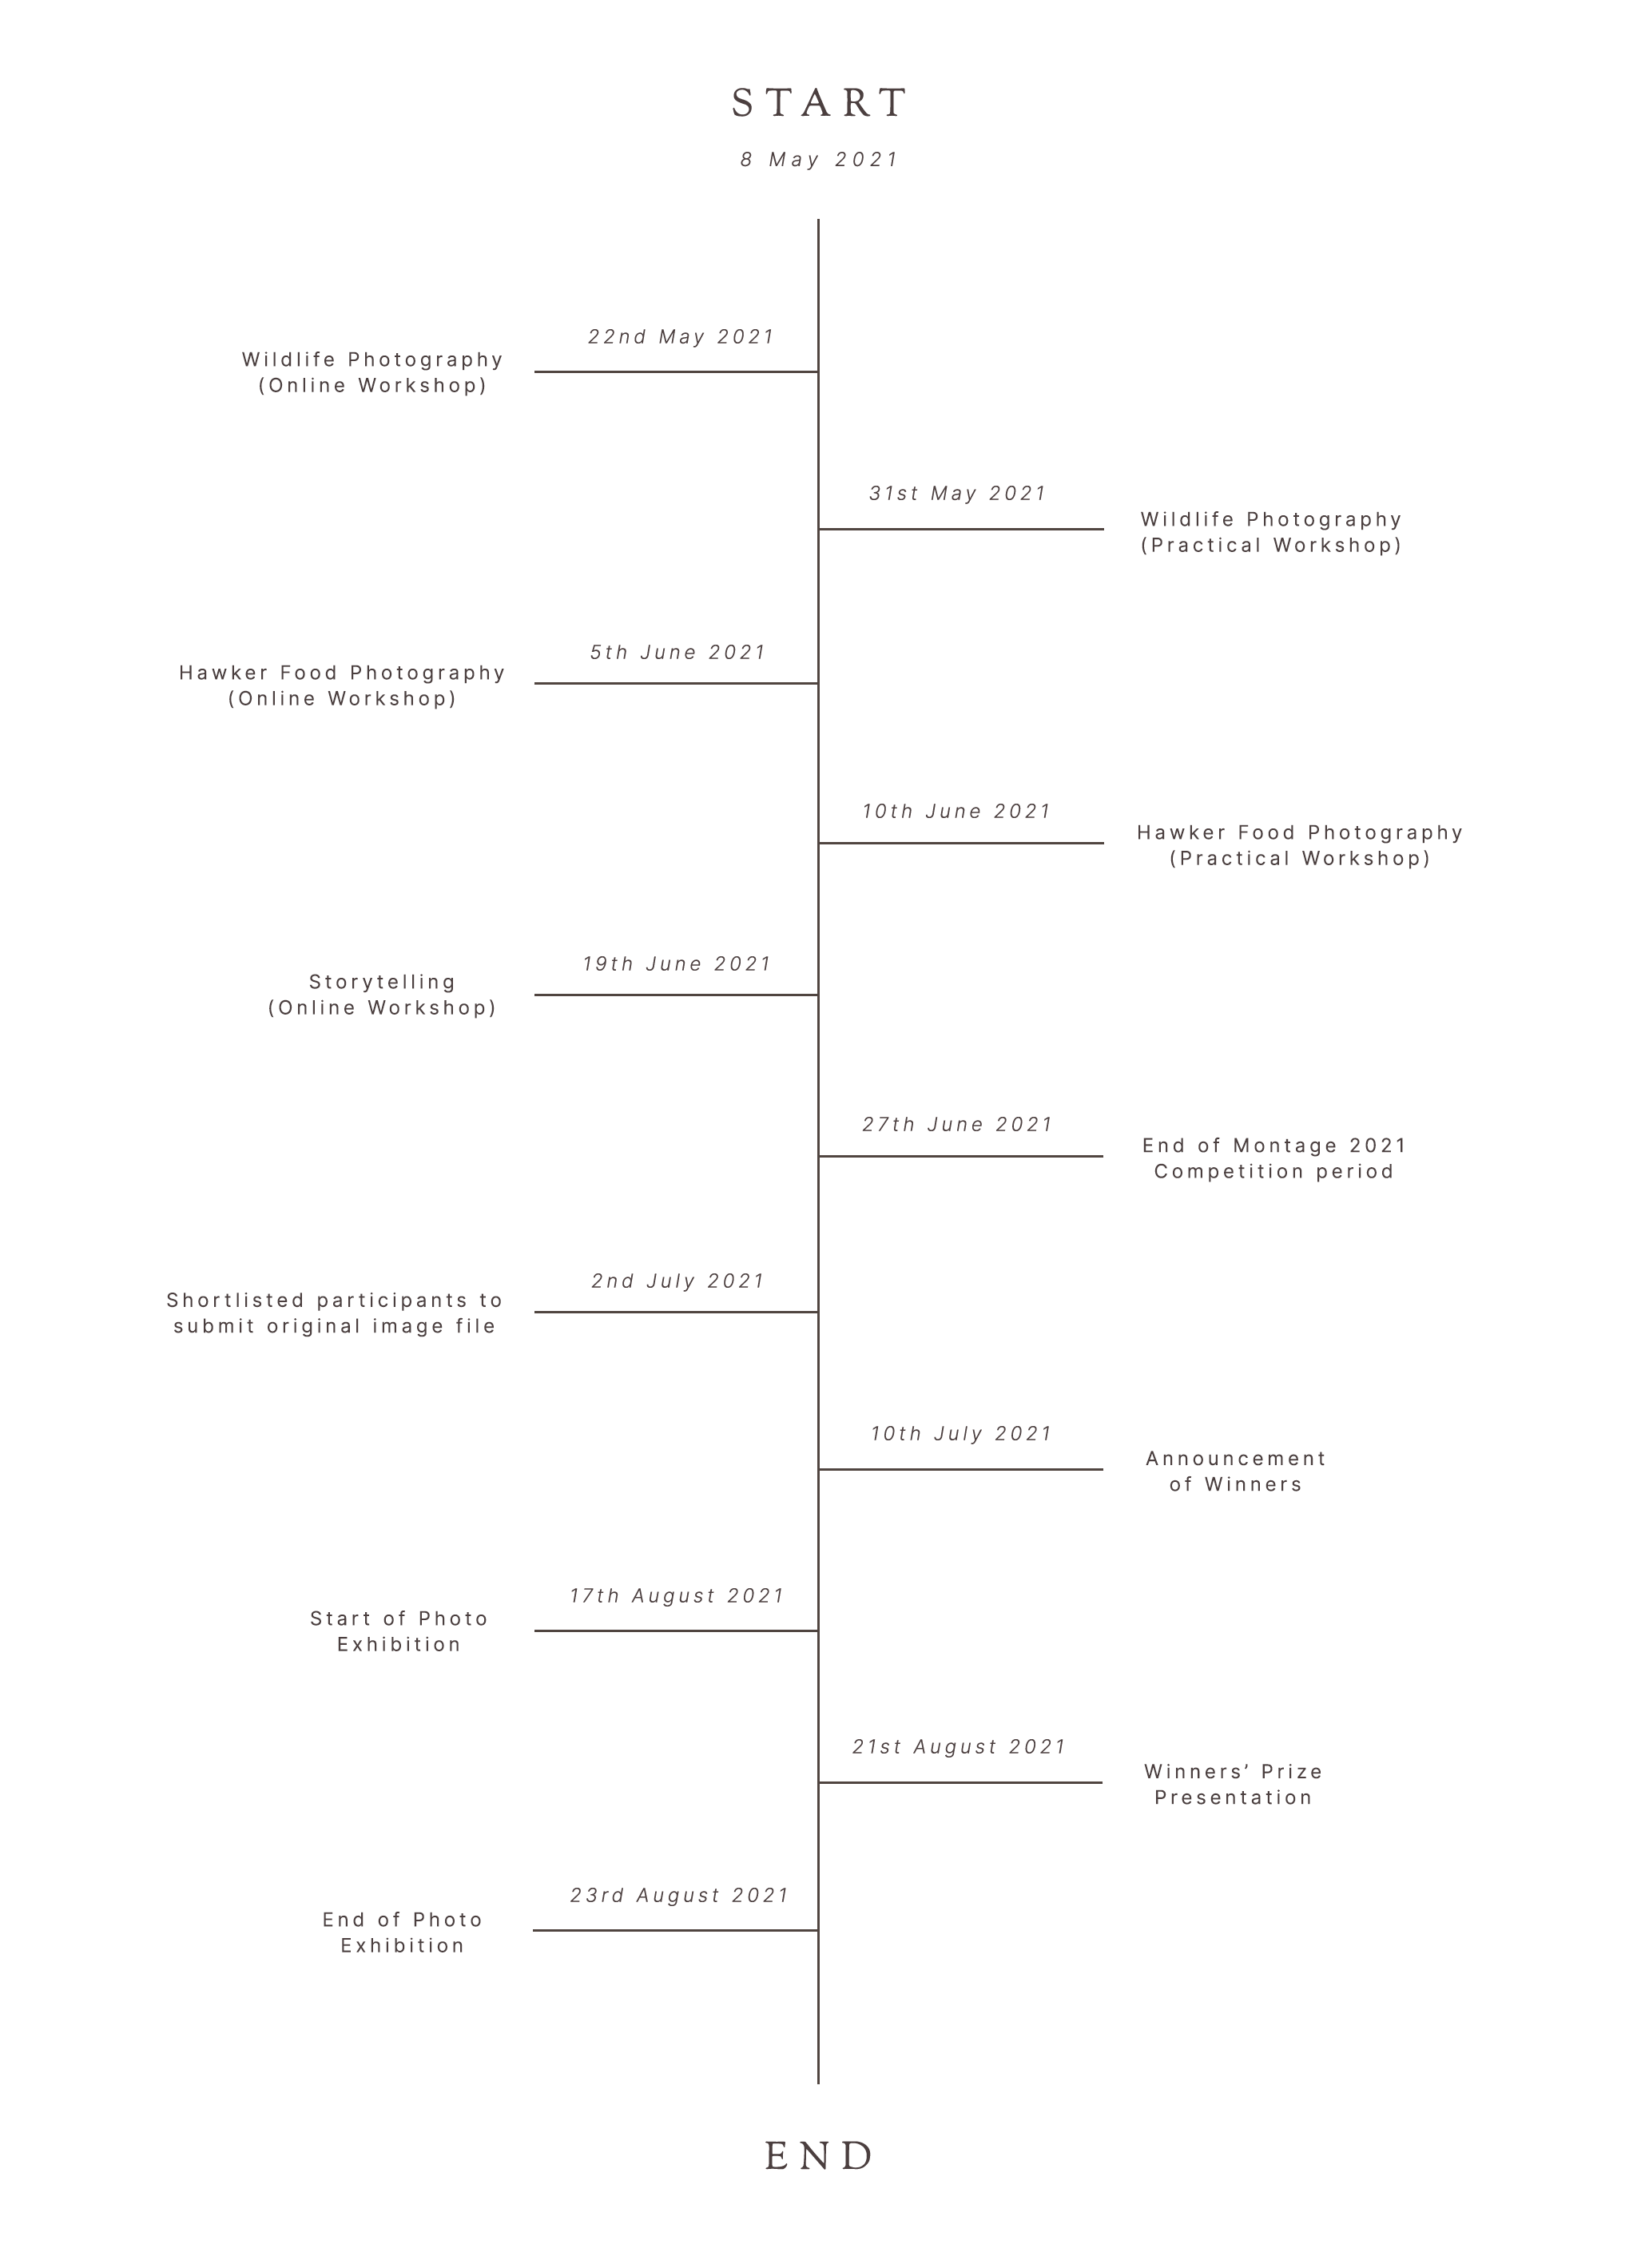 START
8 May 2021
22nd May 2021
Wildlife Photography
(Online Workshop)
31st May 2021
Wildlife Photography
(Practical Workshop)
5th June 2021
Hawker Food Photography
(Online Workshop)
10th June 2021
Hawker Food Photography
(Practical Workshop)
19th June 2021
Storytelling
(Online Workshop)
27th June 2021
End of Montage 2021
Competition period
2nd July 2021
Shortlisted participants to
submit original image file
10th July 2021
Announcement
of Winners
17th August 2021
Start of Photo
Exhibition
21st August 2021
Winners’ Prize
Presentation
23rd August 2021
End of Photo
Exhibition
END